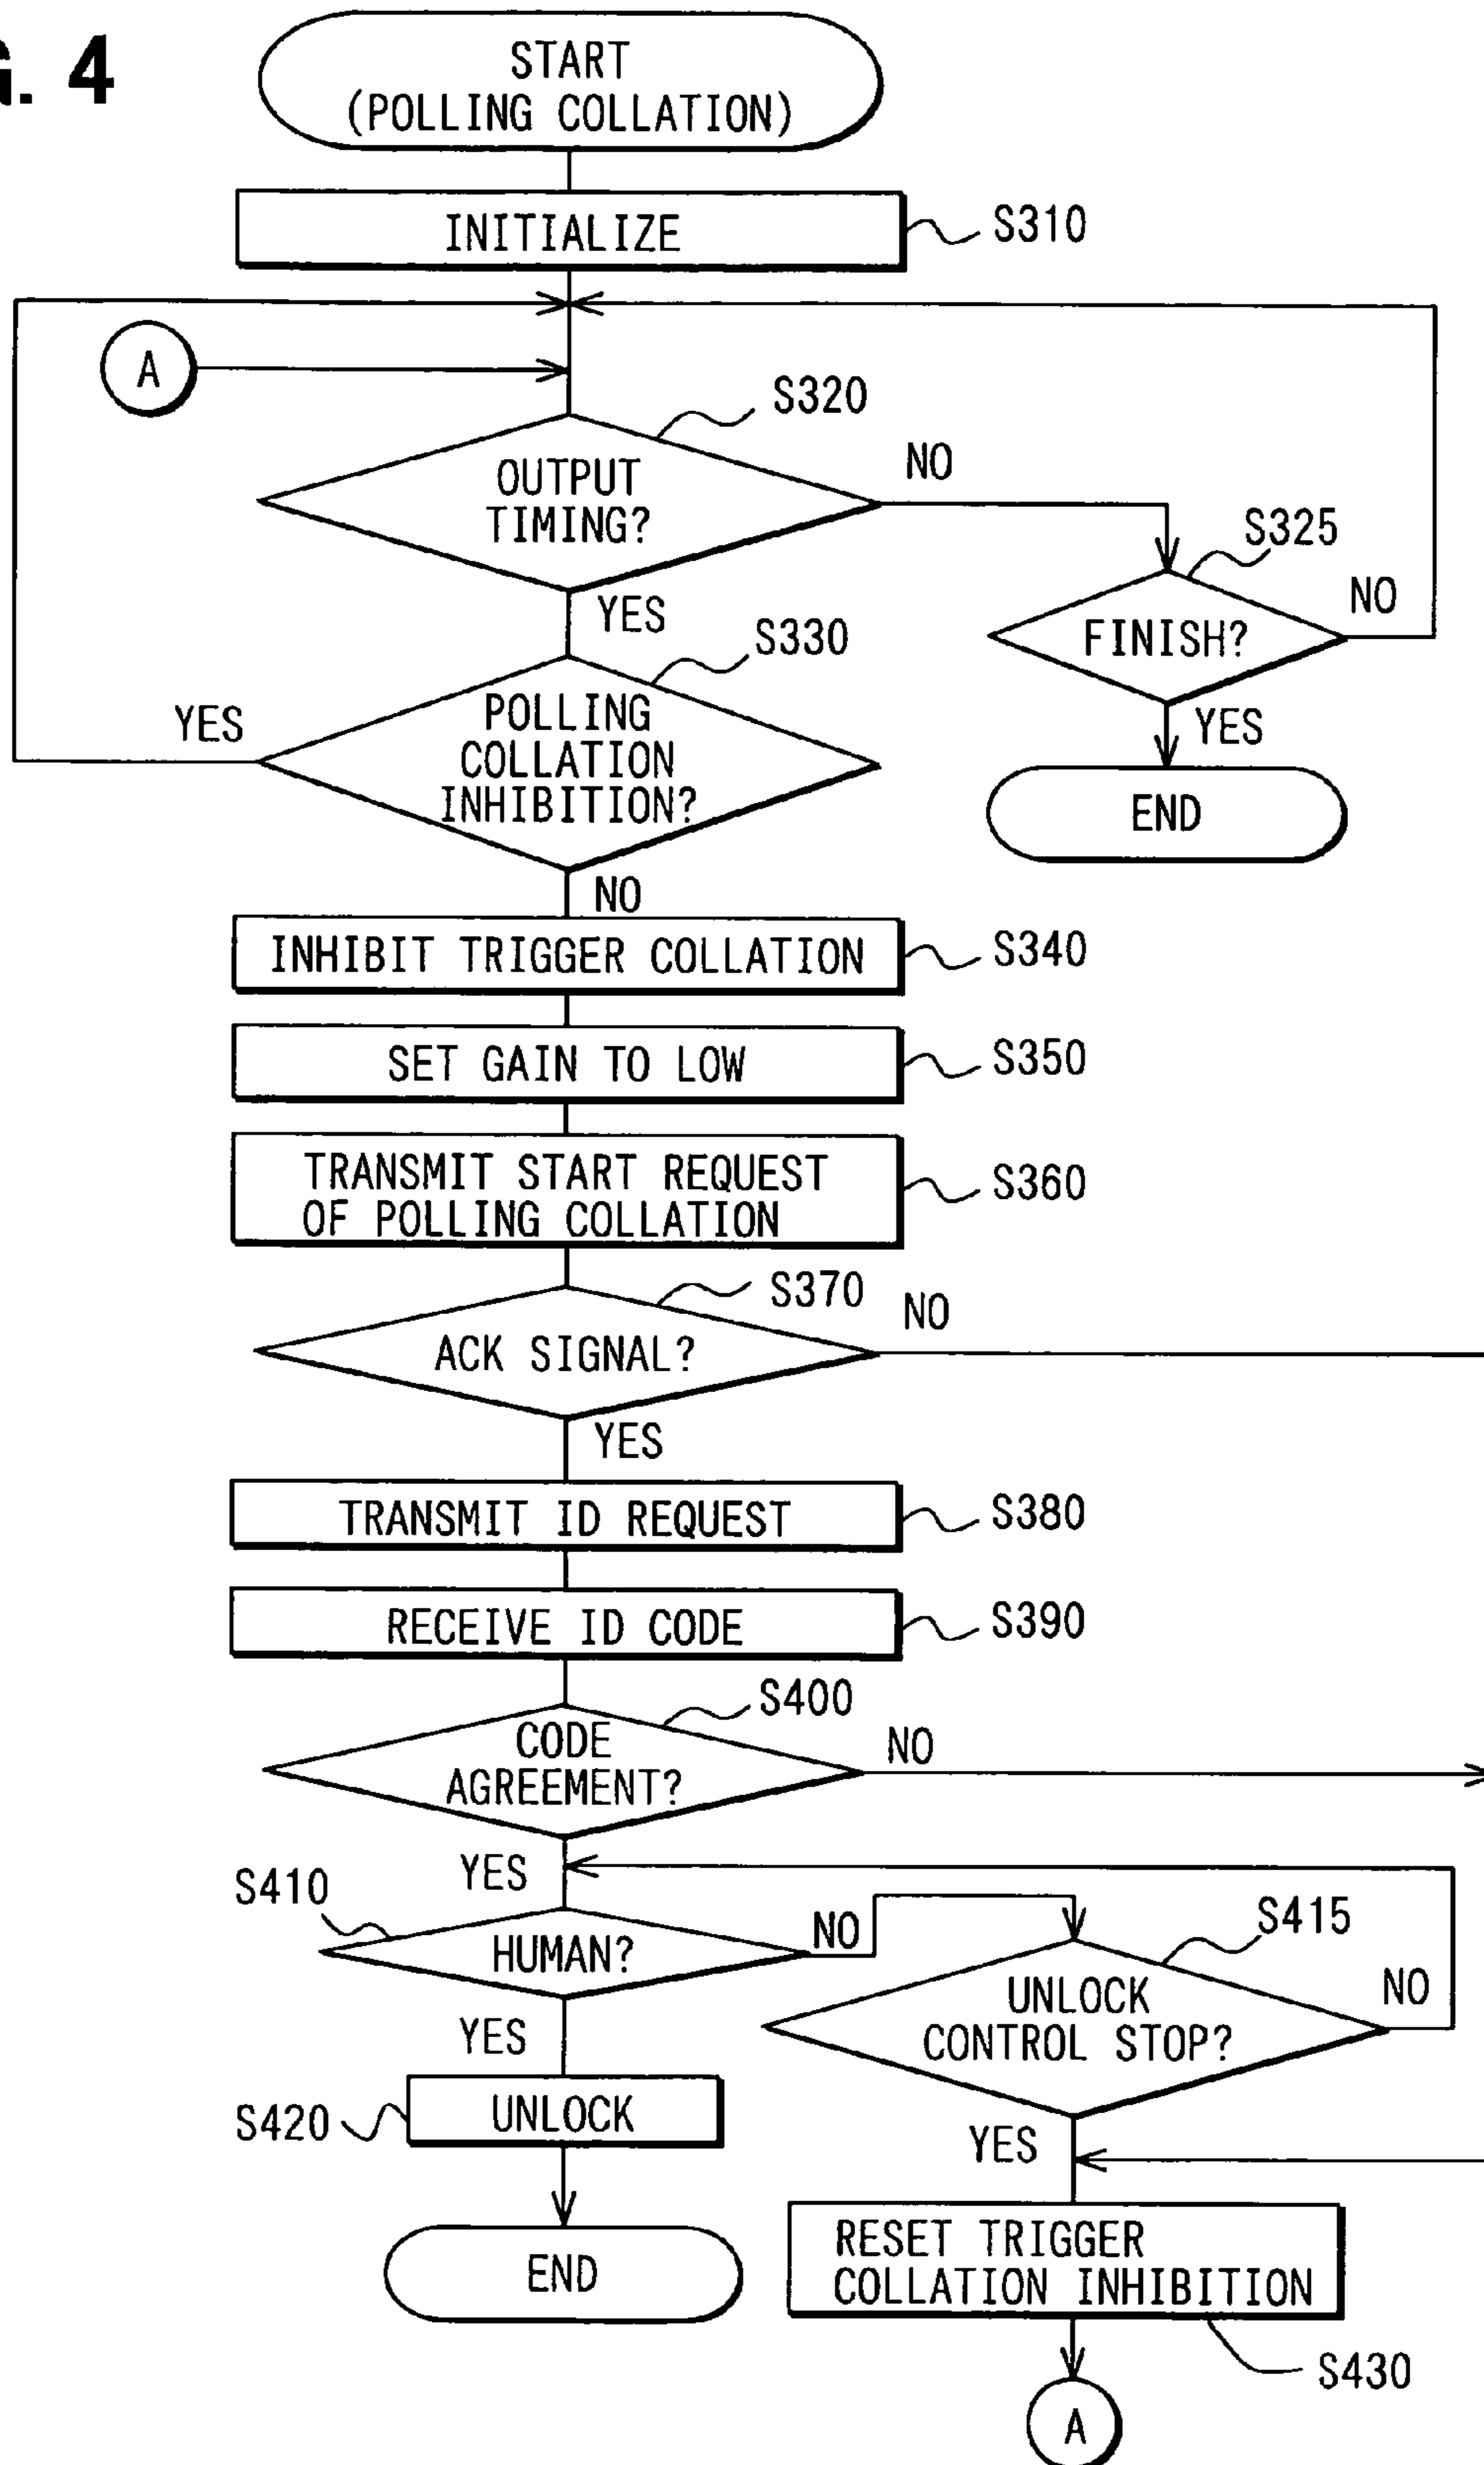 G. 4
START
(POLLING COLLATION)
INITIALIZE
S310
A
S320
OUTPUT
TIMING?
NO
S325
YES
FINISH?
NO
S330
POLLING
COLLATION
INHIBITION?
YES
YES
END
NO
INHIBIT TRIGGER COLLATION
S340
SET GAIN TO LOW
S350
TRANSMIT START REQUEST
OF POLLING COLLATION
S360
S370
ACK SIGNAL?
NO
YES
TRANSMIT ID REQUEST
S380
RECEIVE ID CODE
S390
S400
CODE
AGREEMENT?
NO
YES
S410
HUMAN?
NO
S415
UNLOCK
CONTROL STOP?
NO
YES
S420
UNLOCK
YES
END
RESET TRIGGER
COLLATION INHIBITION
S430
A